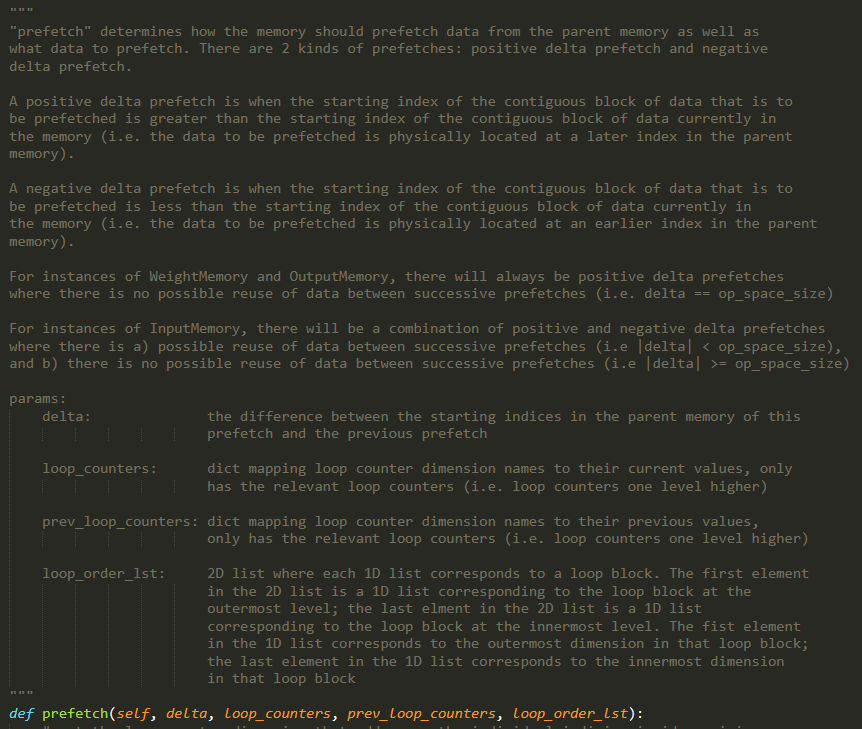 """
"prefetch" determines how the memory should prefetch data from the parent memory as well as
what data to prefetch. There are 2 kinds of prefetches: positive delta prefetch and negative
delta prefetch.
A positive delta prefetch is when the starting index of the contiguous block of data that is to
be prefetched is greater than the starting index of the contiguous block of data currently in
the memory (i.e. the data to be prefetched is physically located at a later index in the parent
memory).
A negative delta prefetch is when the starting index of the contiguous block of data that is to
be prefetched is less than the starting index of the contiguous block of data currently in
the memory (i.e. the data to be prefetched is physically located at an earlier index in the parent
memory).
For instances of WeightMemory and OutputMemory, there will always be positive delta prefetches
where there is no possible reuse of data between successive prefetches (i.e. delta == op_space_size)
For instances of InputMemory, there will be a combination of positive and negative delta prefetches
where there is a) possible reuse of data between successive prefetches (i.e |delta| < op_space_size),
and b) there is no possible reuse of data between successive prefetches (i.e |delta| >= op_space_size)
params:
delta: the difference between the starting indices in the parent memory of this
prefetch and the previous prefetch
loop_counters: dict mapping loop counter dimension names to their current values, only
has the relevant loop counters (i.e. loop counters one level higher)
prev_loop_counters: dict mapping loop counter dimension names to their previous values,
only has the relevant loop counters (i.e. loop counters one level higher)
loop_order_lst: 2D list where each 1D list corresponds to a loop block. The first element
in the 2D list is a 1D list corresponding to the loop block at the
outermost level; the last elment in the 2D list is a 1D list
corresponding to the loop block at the innermost level. The fist element
in the 1D list corresponds to the outermost dimension in that loop block;
the last element in the 1D list corresponds to the innermost dimension
in that loop block
"""
def prefetch(self, delta, loop_counters, prev_loop_counters, loop_order_lst):